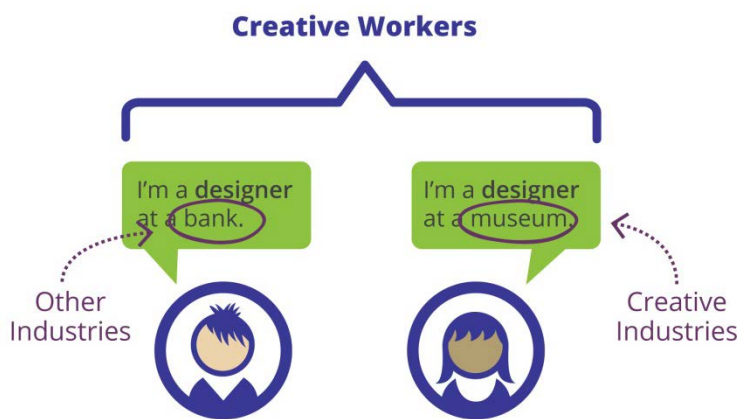 Creative Workers
I'm a designer
at a bank.
I'm a designer
at a museum.
Other
Industries
Creative
Industries